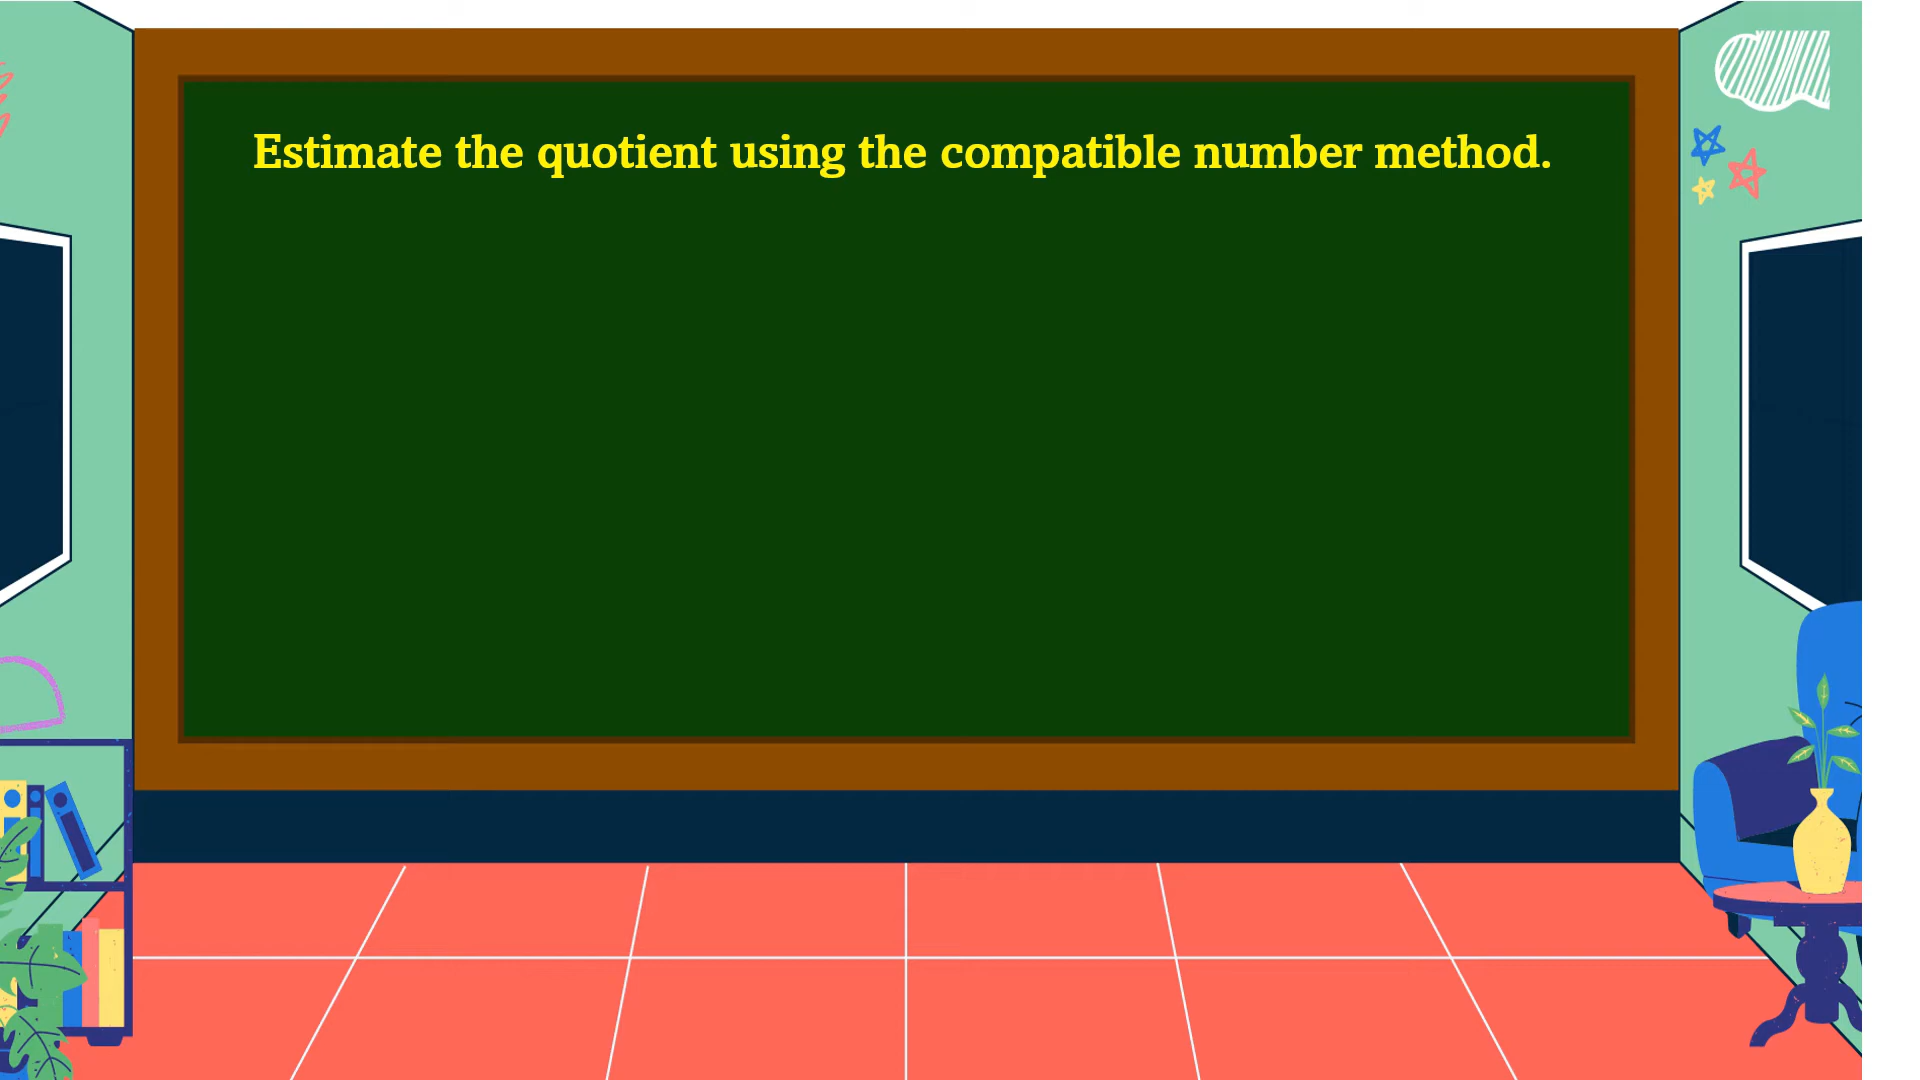 Estimate the quotient using the compatible number method.